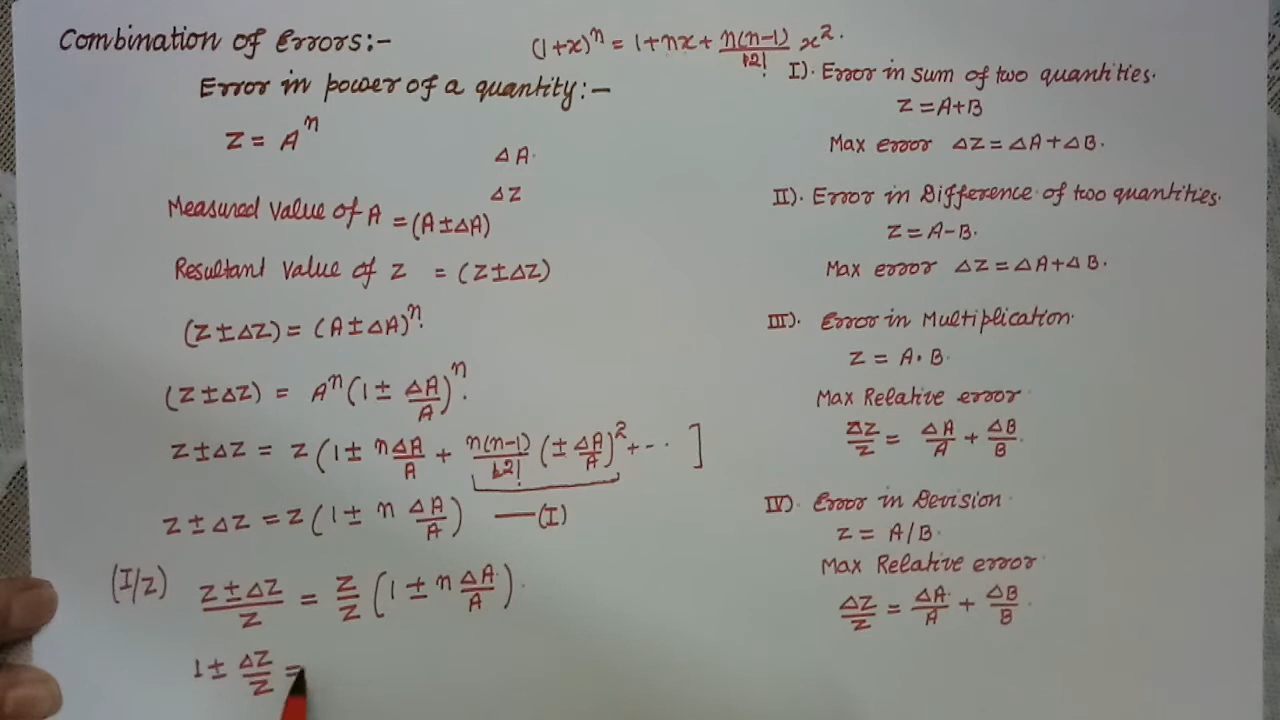 Combination of Errors:-
(1+x)ⁿ = 1+nx+ n(n-1)/2! x².
Error in power of a quantity:-
Z = Aⁿ
ΔA.
ΔZ
Measured value of A = (A±ΔA)
Resultant value of Z = (Z±ΔZ)
(Z±ΔZ) = (A±ΔA)ⁿ.
(Z±ΔZ) = Aⁿ(1± ΔA/A)ⁿ.
Z±ΔZ = Z(1± nΔA/A + n(n-1)/2! (± ΔA/A)² + -- ]
Z±ΔZ = Z(1± n ΔA/A) —(I)
(I/Z) Z±ΔZ/Z = Z/Z (1±n ΔA/A).
1± ΔZ/Z =
I). Error in sum of two quantities.
Z = A+B
Max error ΔZ = ΔA+ΔB.
II). Error in Difference of two quantities.
Z = A-B.
Max error ΔZ = ΔA+ΔB.
III). Error in Multiplication.
Z = A.B.
Max Relative error
ΔZ/Z = ΔA/A + ΔB/B.
IV). Error in Devision.
Z = A/B.
Max Relative error
ΔZ/Z = ΔA/A + ΔB/B.